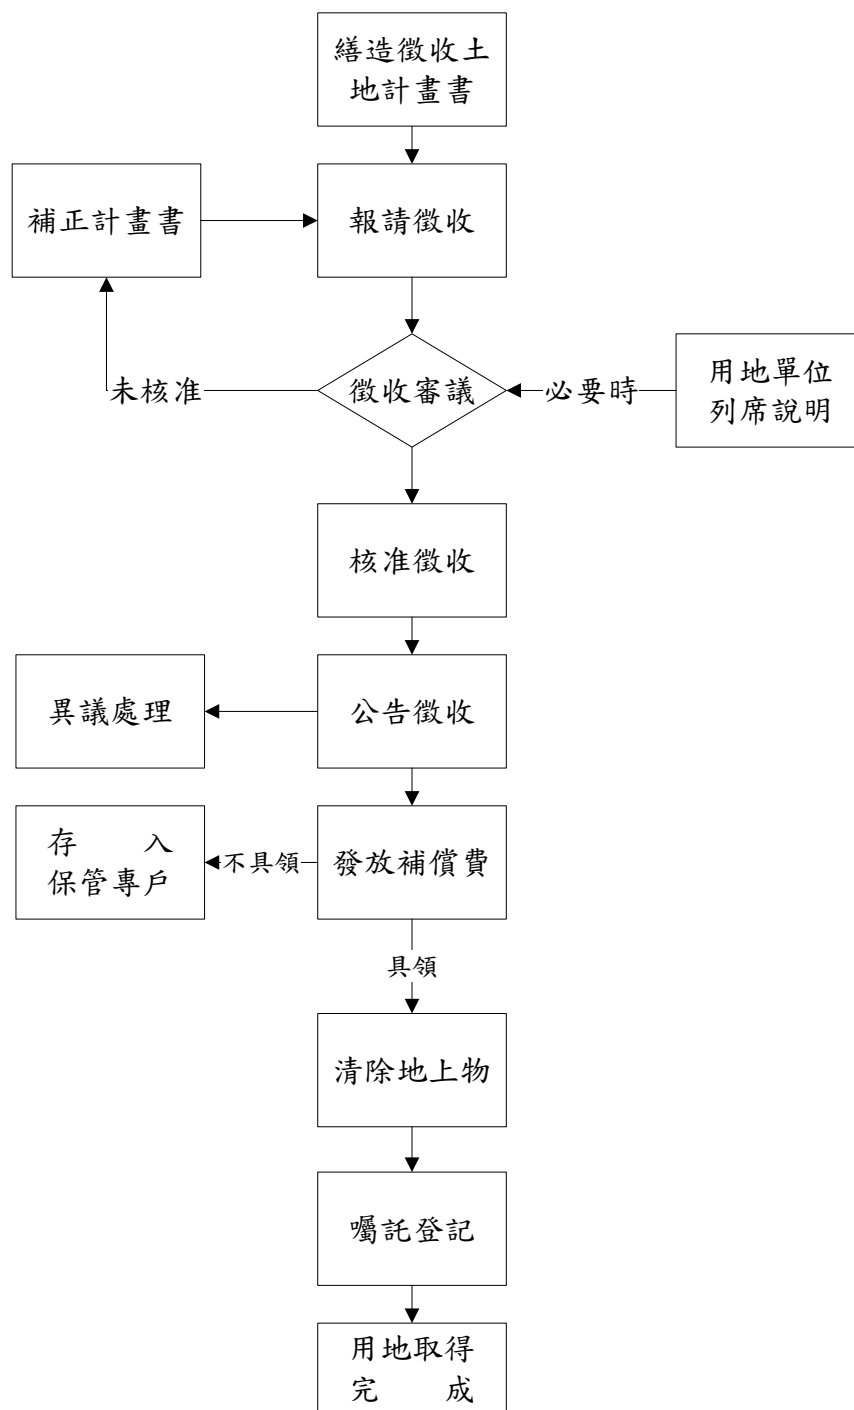 繕造徵收土
地計畫書
補正計畫書
報請徵收
未核准
徵收審議
必要時
用地單位
列席說明
核准徵收
異議處理
公告徵收
存　　入
保管專戶
不具領
發放補償費
具領
清除地上物
囑託登記
用地取得
完　　成